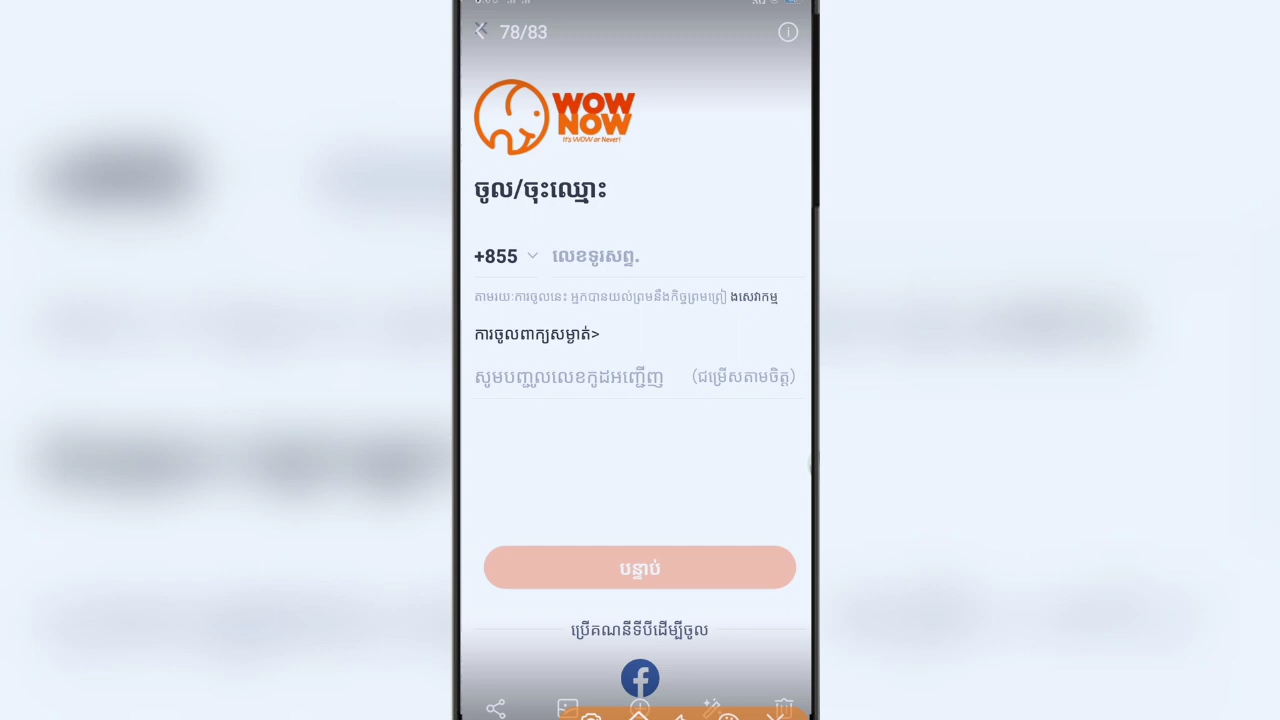 78/83
WOW
NOW
It's WOW or Never!
ចូល/ចុះឈ្មោះ
+855 លេខទូរសព្ទ.
តាមរយៈការចូលនេះ អ្នកបានយល់ព្រមនឹងកិច្ចព្រមព្រៀងសេវាកម្ម
ការចូលពាក្យសម្ងាត់>
សូមបញ្ចូលលេខកូដអញ្ជើញ (ជម្រើសតាមចិត្ត)
បន្ទាប់
ប្រើគណនីទីបីដើម្បីចូល